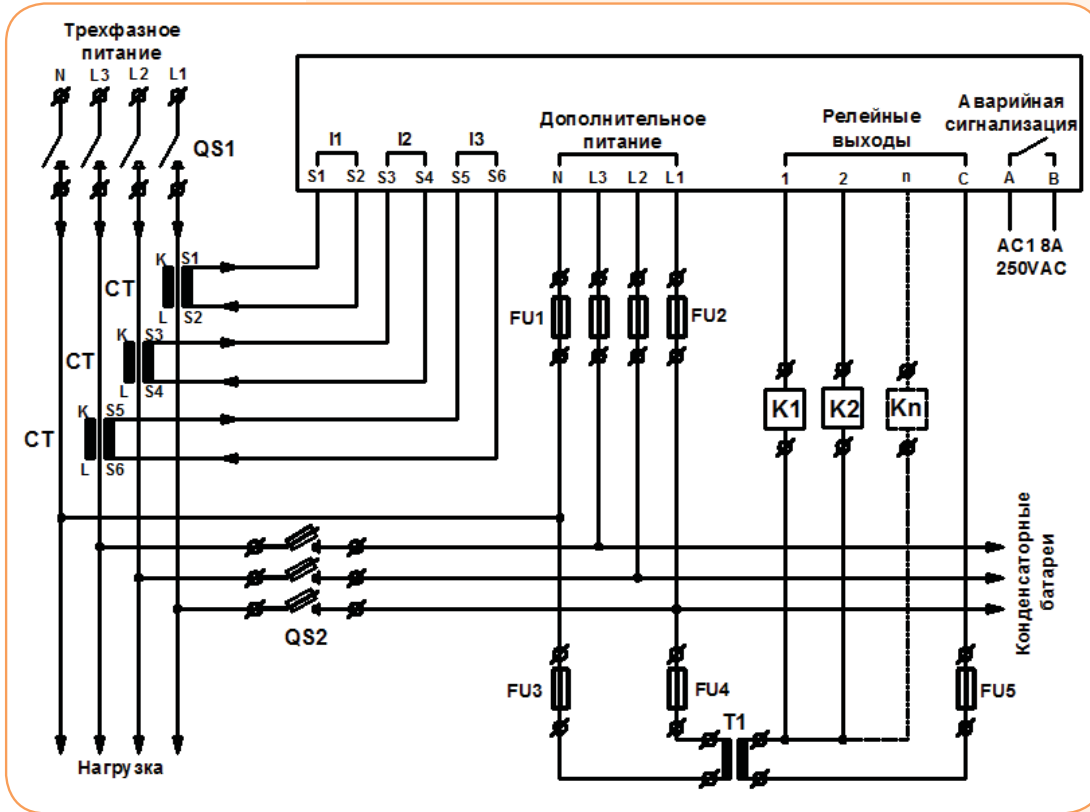 Трехфазное
питание
N L3 L2 L1
QS1
I1 I2 I3
S1 S2 S3 S4 S5 S6
Дополнительное
питание
N L3 L2 L1
Релейные
выходы
1 2 n C
Аварийная
сигнализация
A B
AC1 8A
250VAC
K S1
CT
L S2
K S3
CT
L S4
K S5
CT
L S6
FU1 FU2
K1 K2 Kn
QS2
Конденсаторные
батареи
FU3 FU4 FU5
T1
Нагрузка